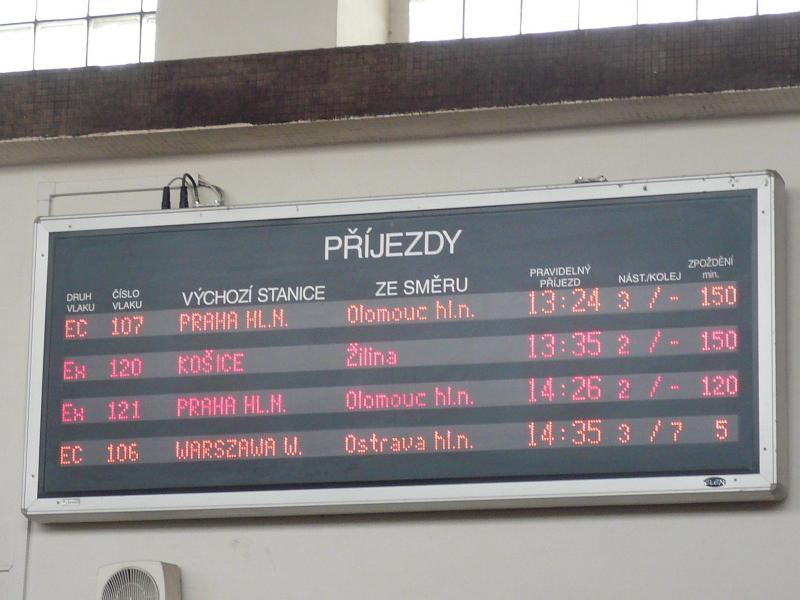 PŘÍJEZDY
DRUH VLAKU ČÍSLO VLAKU VÝCHOZÍ STANICE ZE SMĚRU PRAVIDELNÝ PŘÍJEZD NÁST./KOLEJ ZPOŽDĚNÍ min.
EC 107 PRAHA HL.N. Olomouc hl.n. 13:24 3 / - 150
Ex 120 KOŠICE Žilina 13:35 2 / - 150
Ex 121 PRAHA HL.N. Olomouc hl.n. 14:26 2 / - 120
EC 106 WARSZAWA W. Ostrava hl.n. 14:35 3 / 7 5
ELEN